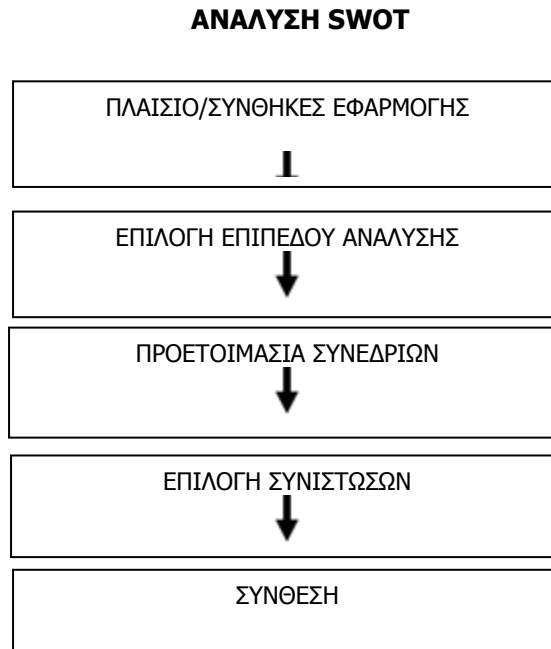 ΑΝΑΛΥΣΗ SWOT
ΠΛΑΙΣΙΟ/ΣΥΝΘΗΚΕΣ ΕΦΑΡΜΟΓΗΣ
ΕΠΙΛΟΓΗ ΕΠΙΠΕΔΟΥ ΑΝΑΛΥΣΗΣ
ΠΡΟΕΤΟΙΜΑΣΙΑ ΣΥΝΕΔΡΙΩΝ
ΕΠΙΛΟΓΗ ΣΥΝΙΣΤΩΣΩΝ
ΣΥΝΘΕΣΗ